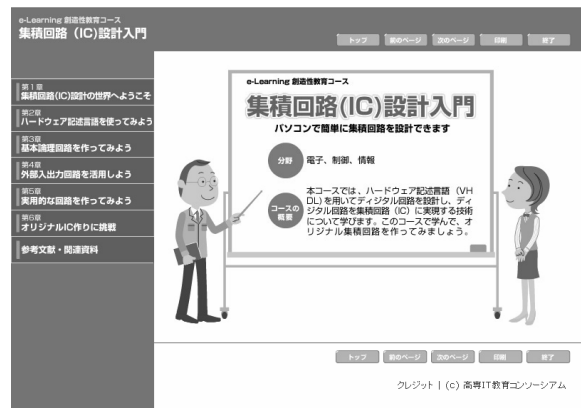 e-Learning 創造性教育コース
集積回路（IC)設計入門
トップ 前のページ 次のページ 印刷 終了
第1章
集積回路(IC)設計の世界へようこそ
第2章
ハードウェア記述言語を使ってみよう
第3章
基本論理回路を作ってみよう
第4章
外部入出力回路を活用しよう
第5章
実用的な回路を作ってみよう
第6章
オリジナルIC作りに挑戦
参考文献・関連資料
e-Learning 創造性教育コース
集積回路(IC)設計入門
パソコンで簡単に集積回路を設計できます
分野 電子、制御、情報
コースの
概要
本コースでは、ハードウェア記述言語（VH
DL）を用いてディジタル回路を設計し、ディ
ジタル回路を集積回路（IC）に実現する技術
について学びます。このコースで学んで、オ
リジナル集積回路を作ってみましょう。
トップ 前のページ 次のページ 印刷 終了
クレジット | (c) 高専IT教育コンソーシアム